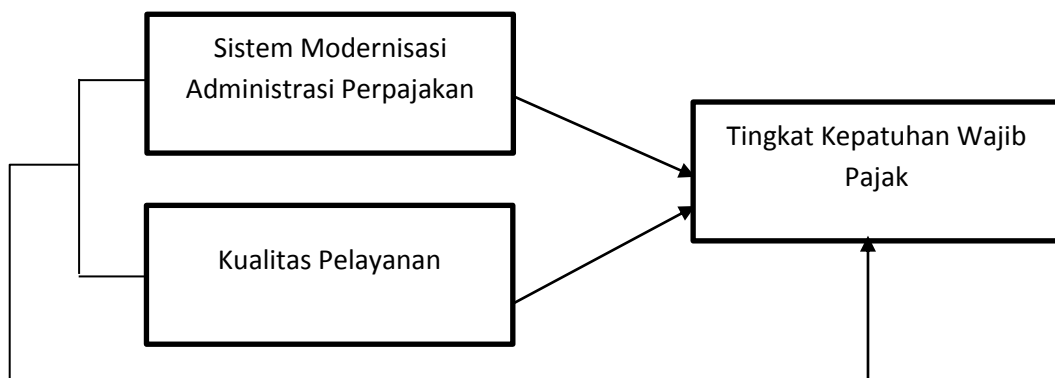 Sistem Modernisasi
Administrasi Perpajakan
Tingkat Kepatuhan Wajib
Pajak
Kualitas Pelayanan